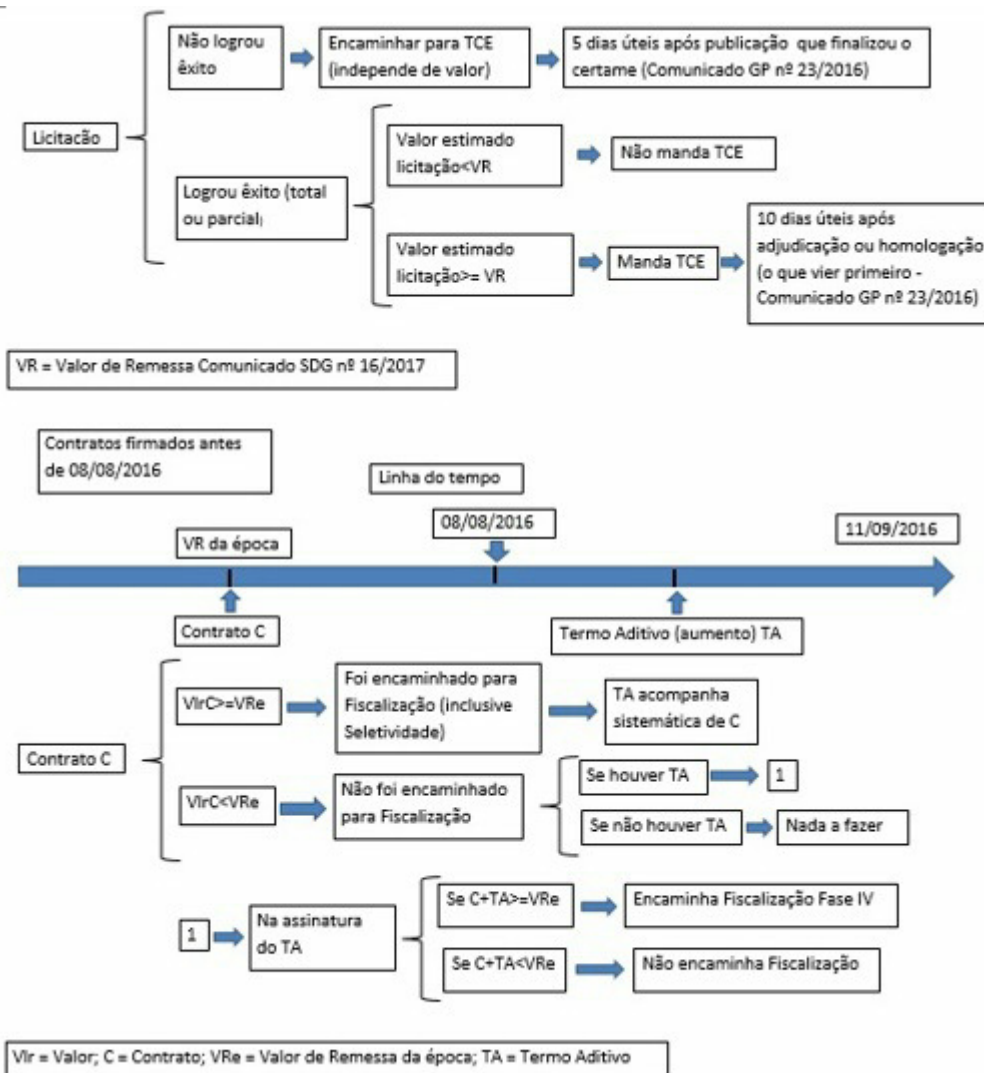 Não logrou
êxito
Encaminhar para TCE
(independe de valor)
5 dias úteis após publicação que finalizou o
certame (Comunicado GP nº 23/2016)
Licitacão
Logrou êxito (total
ou parcial)
Valor estimado
licitação<VR
Não manda TCE
Valor estimado
licitação>= VR
Manda TCE
10 dias úteis após
adjudicação ou homologação
(o que vier primeiro -
Comunicado GP nº 23/2016)
VR = Valor de Remessa Comunicado SDG nº 16/2017
Contratos firmados antes
de 08/08/2016
Linha do tempo
08/08/2016
11/09/2016
VR da época
Contrato C
Termo Aditivo (aumento) TA
Contrato C
VlrC>=VRe
Foi encaminhado para
Fiscalização (inclusive
Seletividade)
TA acompanha
sistemática de C
VlrC<VRe
Não foi encaminhado
para Fiscalização
Se houver TA
1
Se não houver TA
Nada a fazer
1
Na assinatura
do TA
Se C+TA>=VRe
Encaminha Fiscalização Fase IV
Se C+TA<VRe
Não encaminha Fiscalização
Vlr = Valor; C = Contrato; VRe = Valor de Remessa da época; TA = Termo Aditivo